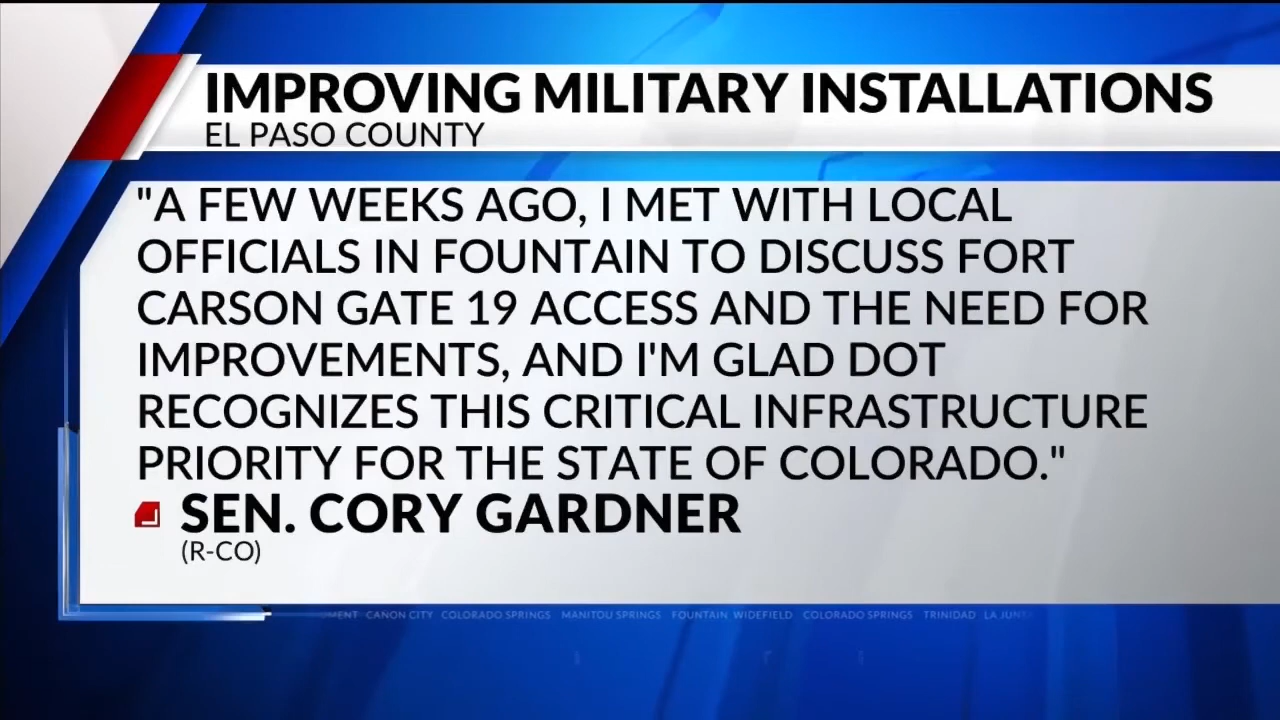 IMPROVING MILITARY INSTALLATIONS
EL PASO COUNTY
"A FEW WEEKS AGO, I MET WITH LOCAL
OFFICIALS IN FOUNTAIN TO DISCUSS FORT
CARSON GATE 19 ACCESS AND THE NEED FOR
IMPROVEMENTS, AND I'M GLAD DOT
RECOGNIZES THIS CRITICAL INFRASTRUCTURE
PRIORITY FOR THE STATE OF COLORADO."
SEN. CORY GARDNER
(R-CO)
CAÑON CITY COLORADO SPRINGS MANITOU SPRINGS FOUNTAIN WIDEFIELD COLORADO SPRINGS TRINIDAD